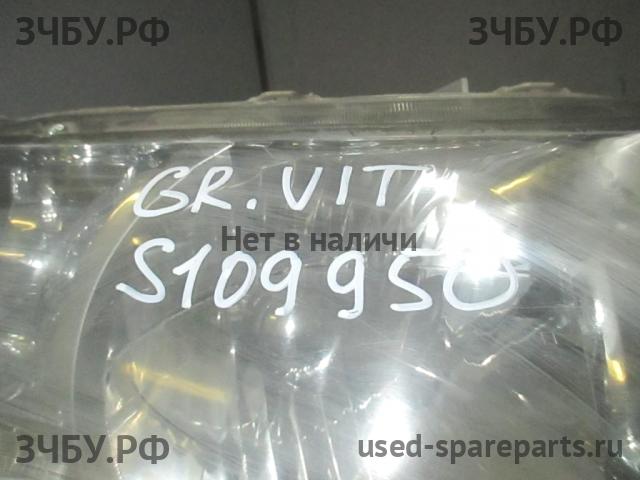 ЗЧБУ.РФ ЗЧБУ.РФ
GR. VIT
Нет в наличи
S109950
ЗЧБУ.РФ used-spareparts.ru